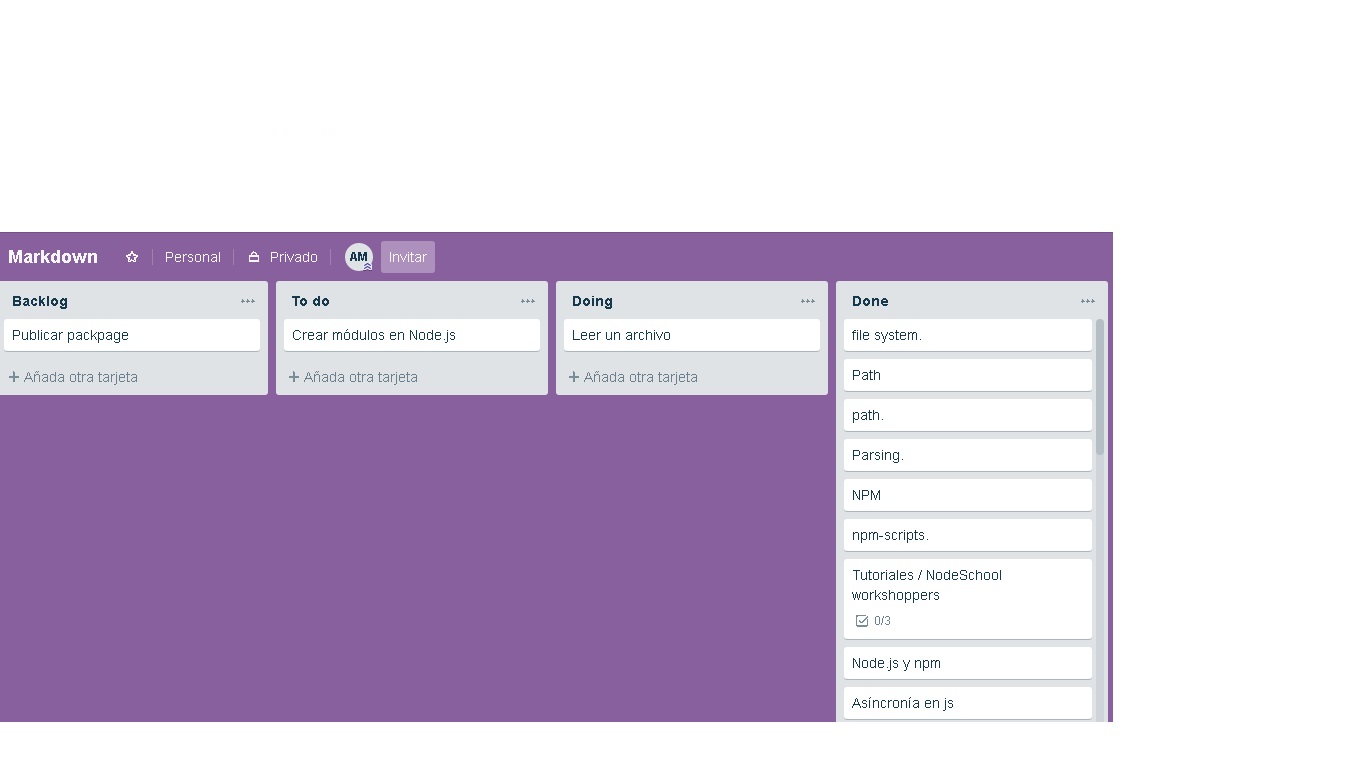 Markdown
Personal
Privado
AM
Invitar
Backlog
Publicar packpage
+ Añada otra tarjeta
To do
Crear módulos en Node.js
+ Añada otra tarjeta
Doing
Leer un archivo
+ Añada otra tarjeta
Done
file system.
Path
path.
Parsing.
NPM
npm-scripts.
Tutoriales / NodeSchool
workshoppers
0/3
Node.js y npm
Asíncronía en js